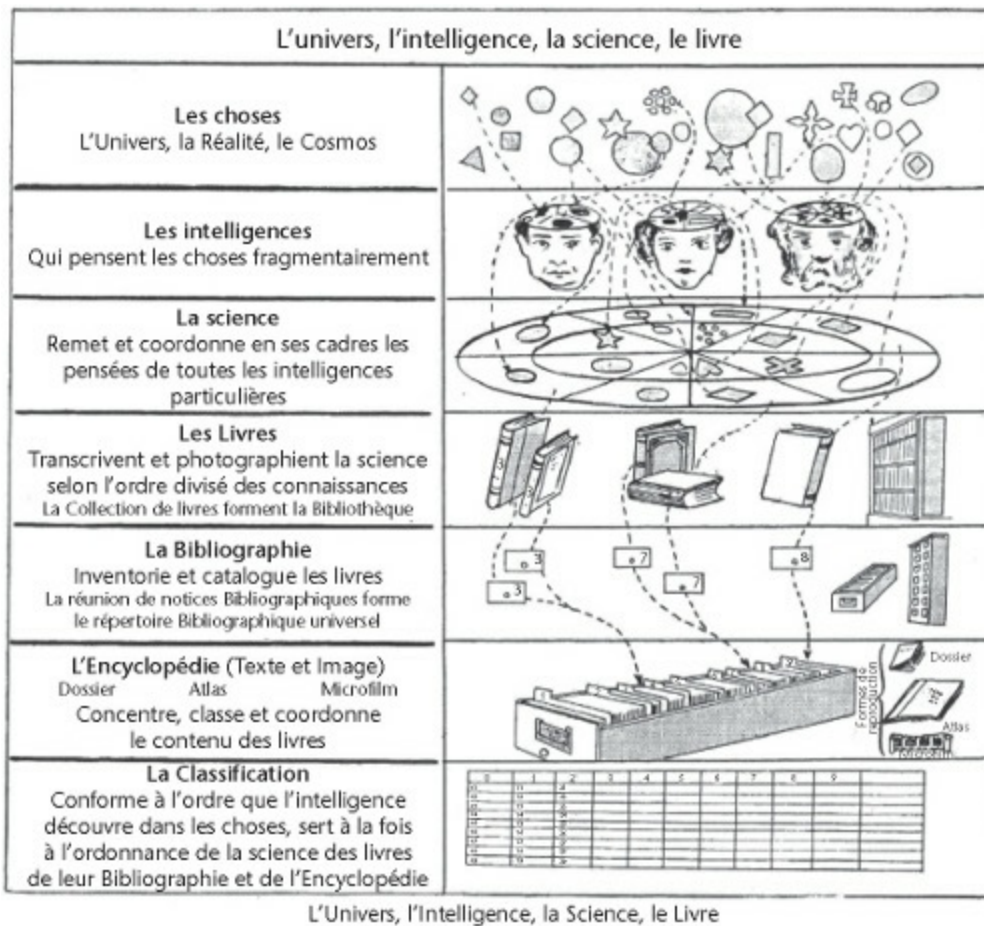 L'univers, l'intelligence, la science, le livre
Les choses
L'Univers, la Réalité, le Cosmos
Les intelligences
Qui pensent les choses fragmentairement
La science
Remet et coordonne en ses cadres les
pensées de toutes les intelligences
particulières
Les Livres
Transcrivent et photographient la science
selon l'ordre divisé des connaissances
La Collection de livres forment la Bibliothèque
3
La Bibliographie
Inventorie et catalogue les livres
La réunion de notices Bibliographiques forme
le répertoire Bibliographique universel
3
3
7
7
8
L'Encyclopédie (Texte et Image)
Dossier Atlas Microfilm
Concentre, classe et coordonne
le contenu des livres
Formes de
reproduction
Dossier
Atlas
La Classification
Conforme à l'ordre que l'intelligence
découvre dans les choses, sert à la fois
à l'ordonnance de la science des livres
de leur Bibliographie et de l'Encyclopédie
0 1 2 3 4 5 6 7 8 9
L'Univers, l'Intelligence, la Science, le Livre